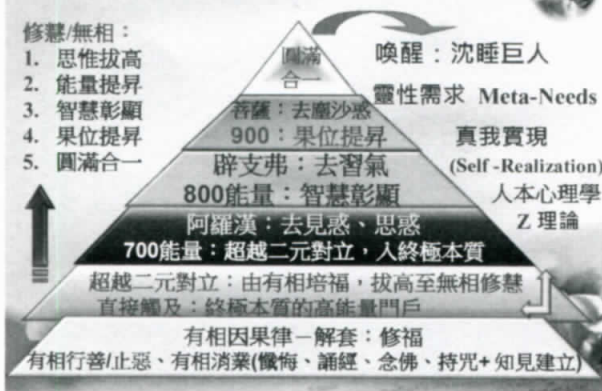 修慧/無相：
1. 思惟拔高
2. 能量提昇
3. 智慧彰顯
4. 果位提昇
5. 圓滿合一
圓滿
合一
菩薩：去塵沙惑
900：果位提昇
辟支弗：去習氣
800能量：智慧彰顯
阿羅漢：去見惑、思惑
700能量：超越二元對立，入終極本質
超越二元對立：由有相培福，拔高至無相修慧
直接觸及：終極本質的高能量門戶
有相因果律－解套：修福
有相行善/止惡、有相消業(懺悔、誦經、念佛、持咒+ 知見建立)
喚醒：沈睡巨人
靈性需求 Meta-Needs
真我實現
(Self -Realization)
人本心理學
Z 理論